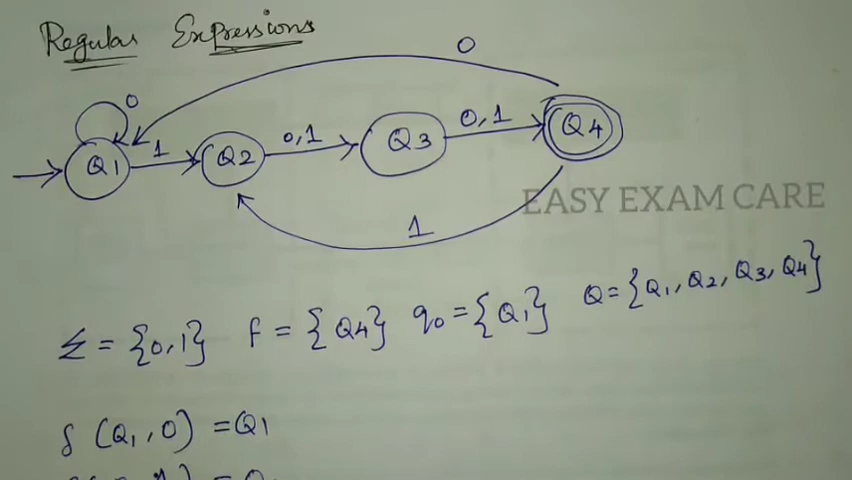 Regular Expressions
0
0
Q1
1
Q2
0,1
Q3
0,1
Q4
EASY EXAM CARE
1
Σ = {0,1} F = {Q4} q0 = {Q1} Q = {Q1, Q2, Q3, Q4}
δ (Q1, 0) = Q1